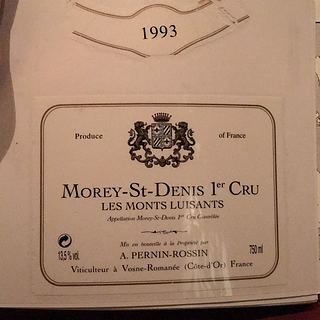 1993
Produce of France
MOREY-ST-DENIS 1er CRU
LES MONTS LUISANTS
Appellation Morey-St-Denis 1er Cru Contrôlée
Mis en bouteille à la Propriété par
A. PERNIN-ROSSIN
13,5 % vol. 750 ml
Viticulteur à Vosne-Romanée (Côte-d'Or) France